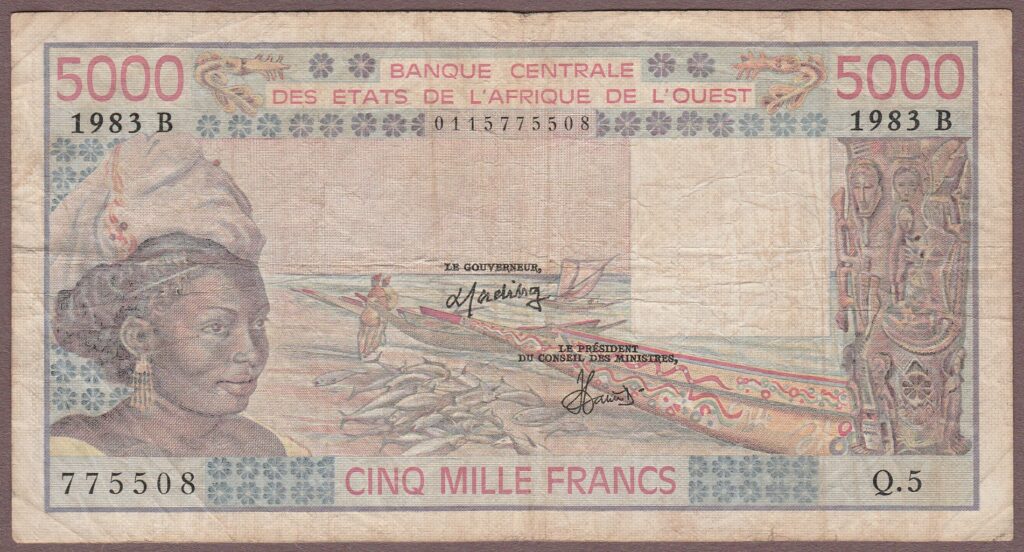 5000
BANQUE CENTRALE
5000
DES ETATS DE L'AFRIQUE DE L'OUEST
1983 B
0115775508
1983 B
LE GOUVERNEUR,
LE PRÉSIDENT
DU CONSEIL DES MINISTRES,
775508
CINQ MILLE FRANCS
Q.5